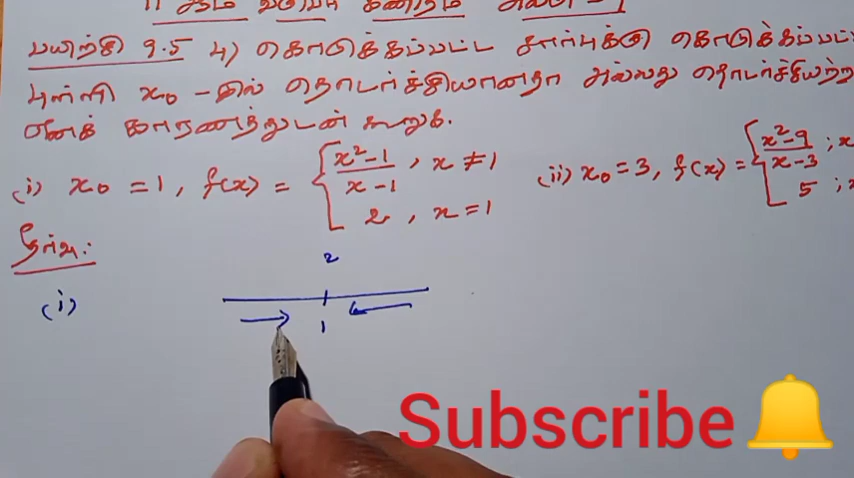 11 ஆம் வகுப்பு கணிதம் அலகு - 9
பயிற்சி 9.5 4) கொடுக்கப்பட்ட சார்புக்கு கொடுக்கப்பட்
புள்ளி x₀ -இல் தொடர்ச்சியானதா அல்லது தொடர்ச்சியற்ற
எனக் காரணத்துடன் கூறுக.
(i) x₀ = 1, f(x) = { (x²-1)/(x-1) , x ≠ 1
2 , x = 1
(ii) x₀ = 3, f(x) = { (x²-9)/(x-3) ; x
5 ; x
தீர்வு:
2
(i)
1
Subscribe